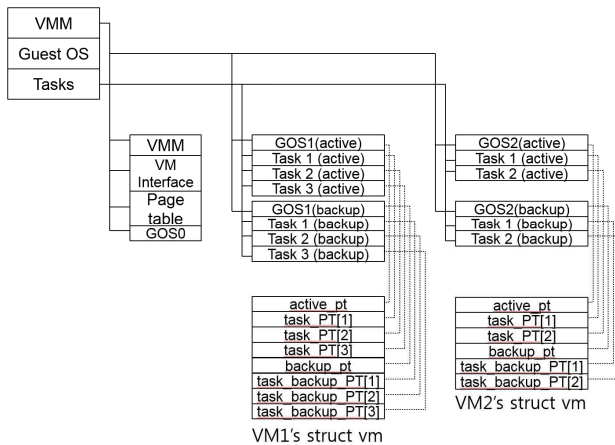 VMM
Guest OS
Tasks
VMM
VM
Interface
Page
table
GOS0
GOS1(active)
Task 1 (active)
Task 2 (active)
Task 3 (active)
GOS1(backup)
Task 1 (backup)
Task 2 (backup)
Task 3 (backup)
GOS2(active)
Task 1 (active)
Task 2 (active)
GOS2(backup)
Task 1 (backup)
Task 2 (backup)
active_pt
task_PT[1]
task_PT[2]
task_PT[3]
backup_pt
task_backup_PT[1]
task_backup_PT[2]
task_backup_PT[3]
VM1's struct vm
active_pt
task_PT[1]
task_PT[2]
backup_pt
task_backup_PT[1]
task_backup_PT[2]
VM2's struct vm